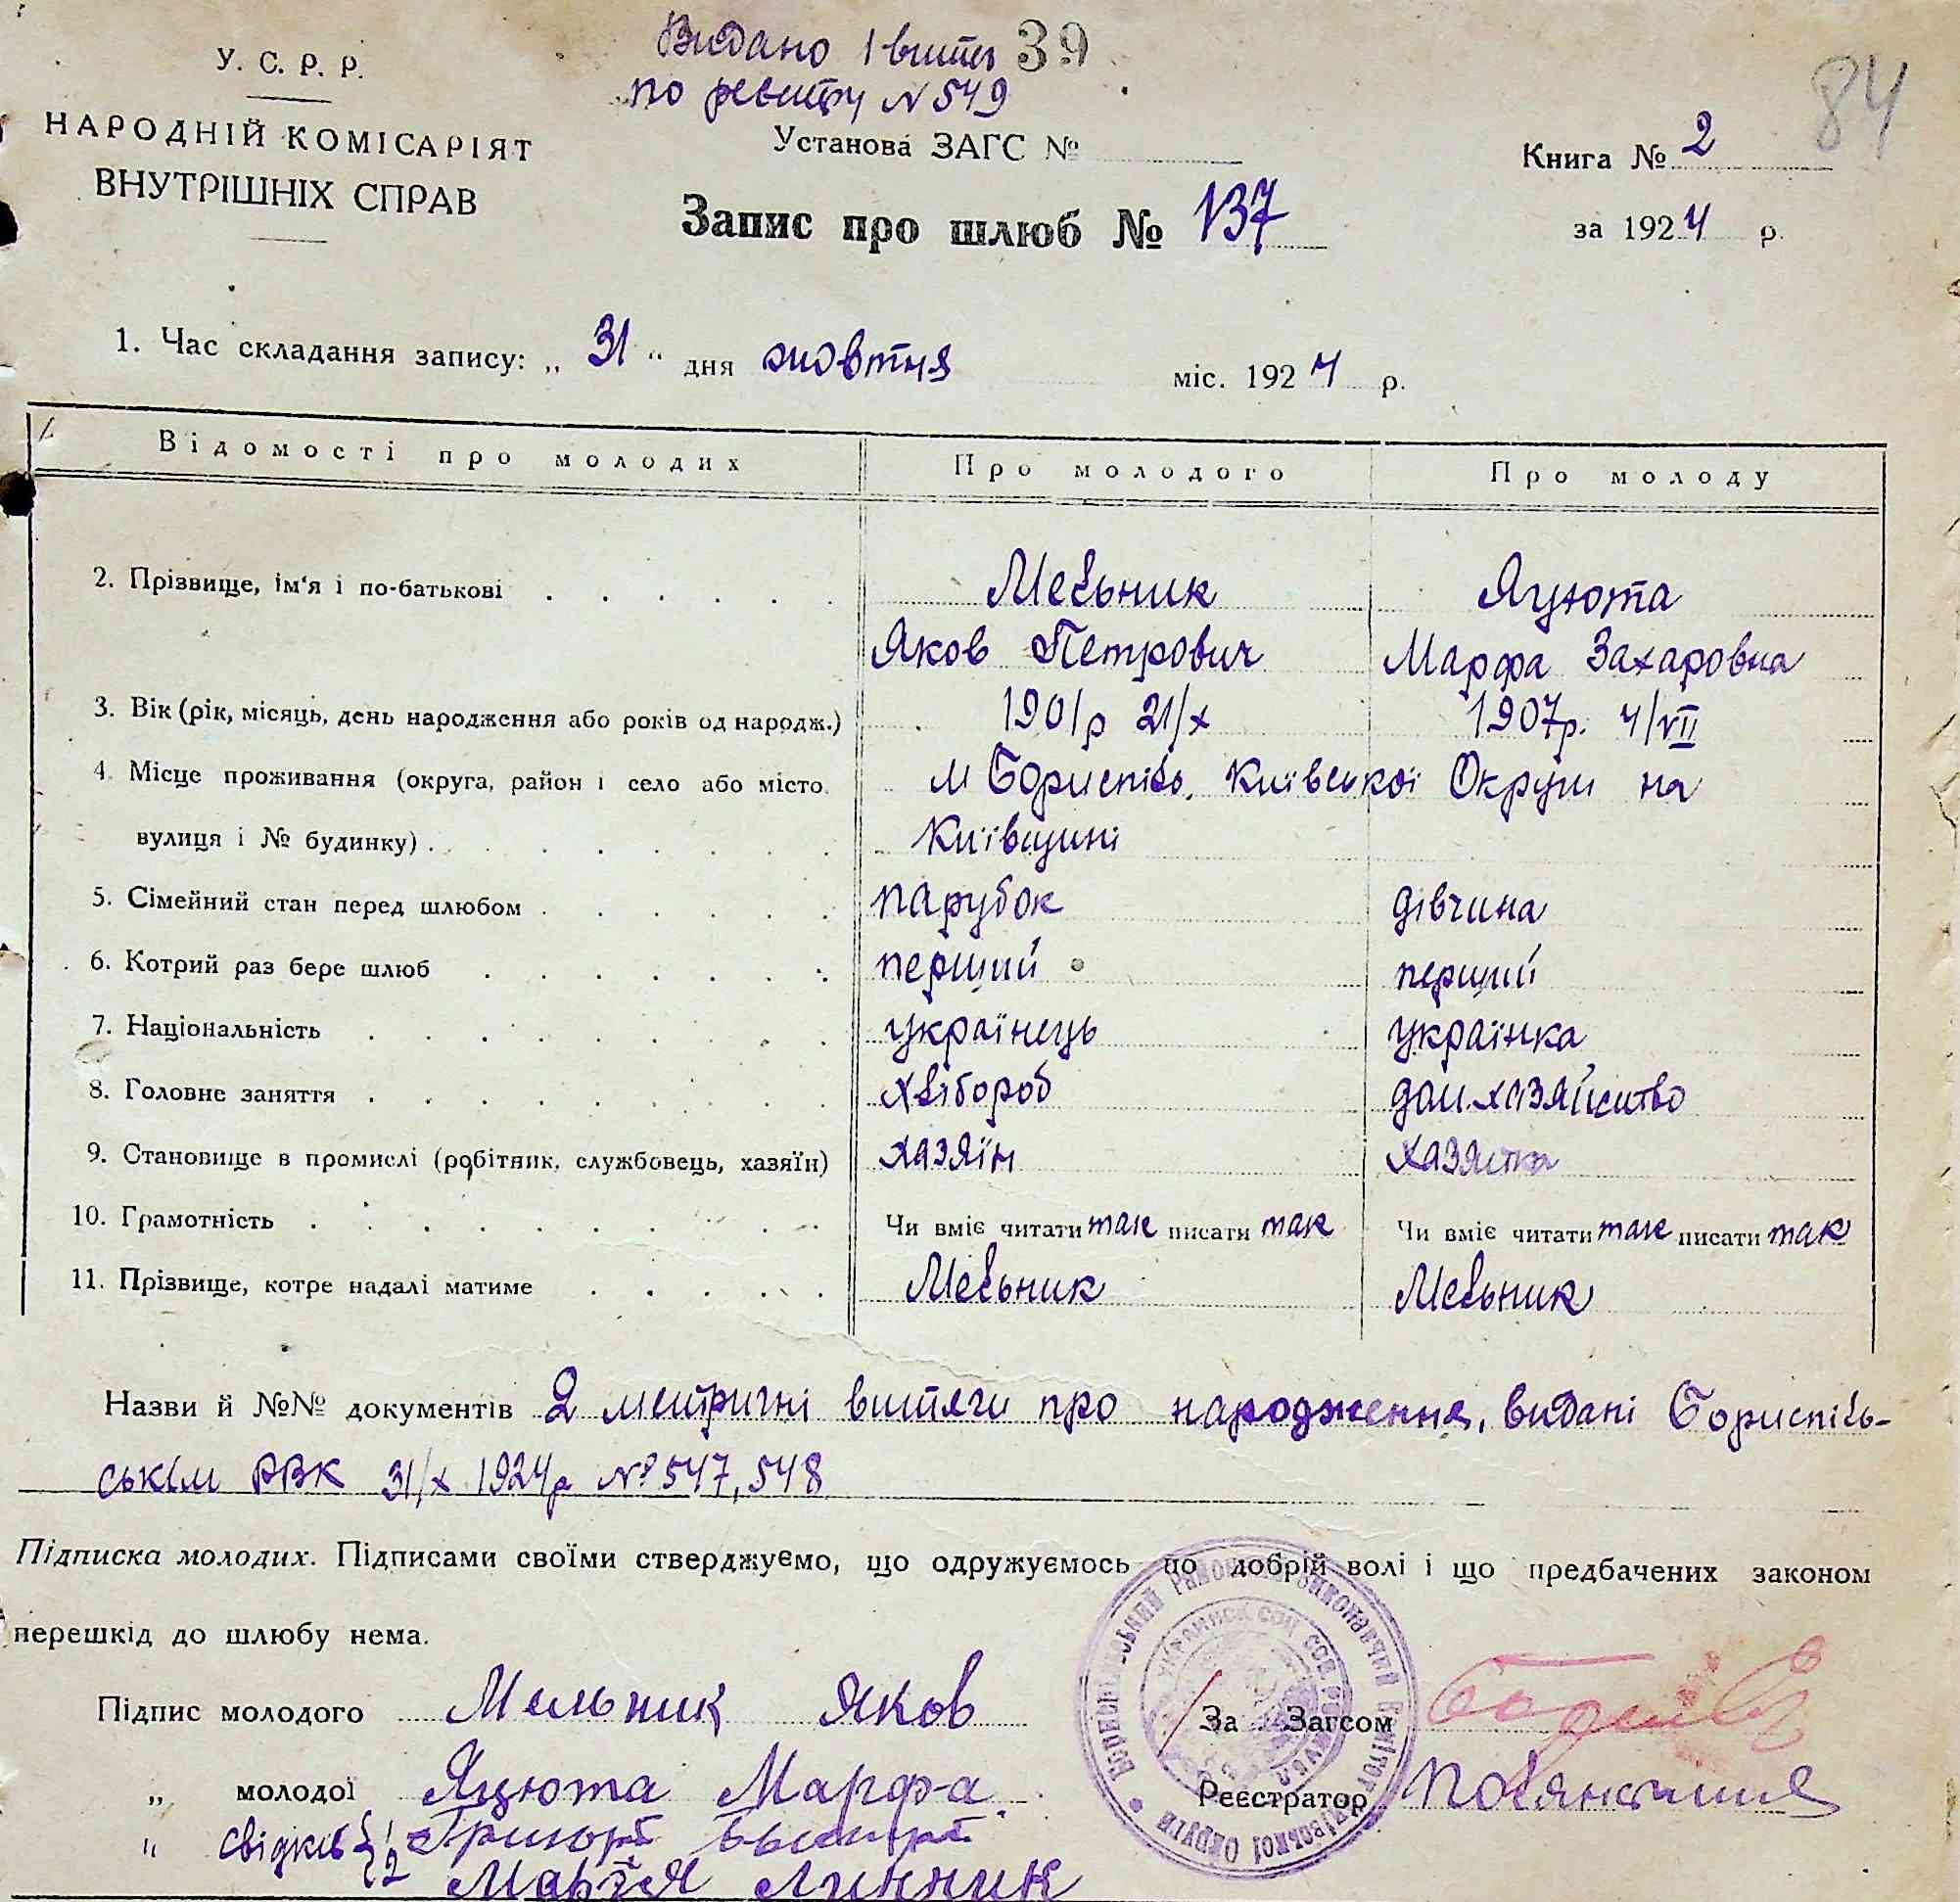 Видано 1 витяг 39
по реєстру N 549
84
У. С. Р. Р.
НАРОДНІЙ КОМІСАРІЯТ
ВНУТРІШНІХ СПРАВ
Установа ЗАГС №
Книга № 2
Запис про шлюб № 137
за 1924 р.
1. Час складання запису: „ 31 “ дня жовтня міс. 1924 р.
Відомості про молодих Про молодого Про молоду
2. Прізвище, ім‘я і по-батькові Мельник Яцюта
Яков Петрович Марфа Захаровна
3. Вік (рік, місяць, день народження або років од народж.) 1901р 21/X 1907р. 4/VII
4. Місце проживання (округа, район і село або місто м Бориспіль, Київської Округи на
вулиця і № будинку) Київщині
5. Сімейний стан перед шлюбом парубок дівчина
6. Котрий раз бере шлюб перший перший
7. Національність українець українка
8. Головне заняття хлібороб дом. хазяйство
9. Становище в промислі (робітник, службовець, хазяїн) хазяїн хазяйка
10. Грамотність Чи вміє читати так писати так Чи вміє читати так писати так
11. Прізвище, котре надалі матиме Мельник Мельник
Назви й №№ документів 2 метричні витяги про народження, видані Бориспіль-
ськім РВК 31/X 1924р № 547, 548
Підписка молодих. Підписами своїми стверджуємо, що одружуємось по добрій волі і що предбачених законом
перешкід до шлюбу нема.
Підпис молодого Мельник Яков
За Загсом
„ молодої Яцюта Марфа
Реєстратор
„ свідків 1 Григорій
2 Марія Линник